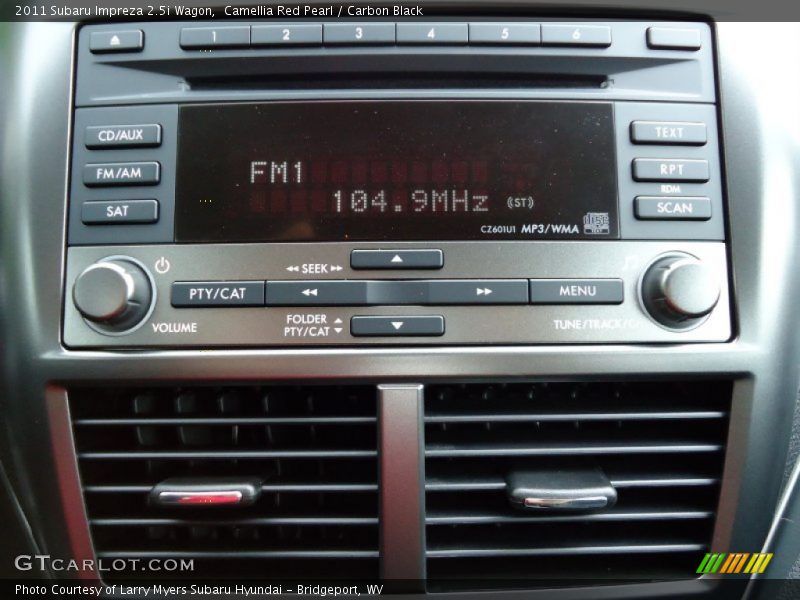 2011 Subaru Impreza 2.5i Wagon, Camellia Red Pearl / Carbon Black
1 2 3 4 5 6
CD/AUX
TEXT
FM/AM
FM1
RPT
RDM
SAT
104.9MHz (ST)
SCAN
CZ601U1 MP3/WMA
SEEK
PTY/CAT
MENU
VOLUME
FOLDER
PTY/CAT
TUNE/TRACK/
GTCARLOT.COM
Photo Courtesy of Larry Myers Subaru Hyundai - Bridgeport, WV